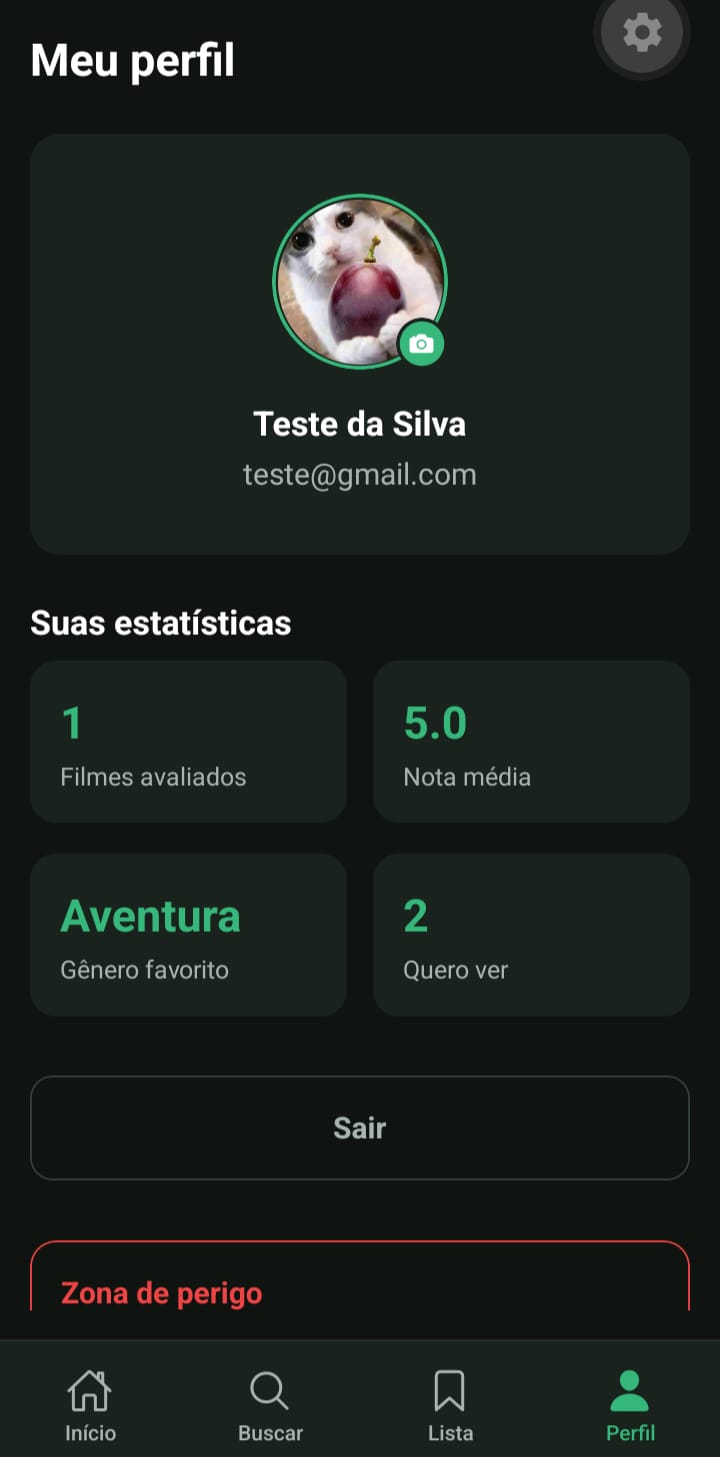 Meu perfil
Teste da Silva
teste@gmail.com
Suas estatísticas
1
Filmes avaliados
5.0
Nota média
Aventura
Gênero favorito
2
Quero ver
Sair
Zona de perigo
Início
Buscar
Lista
Perfil